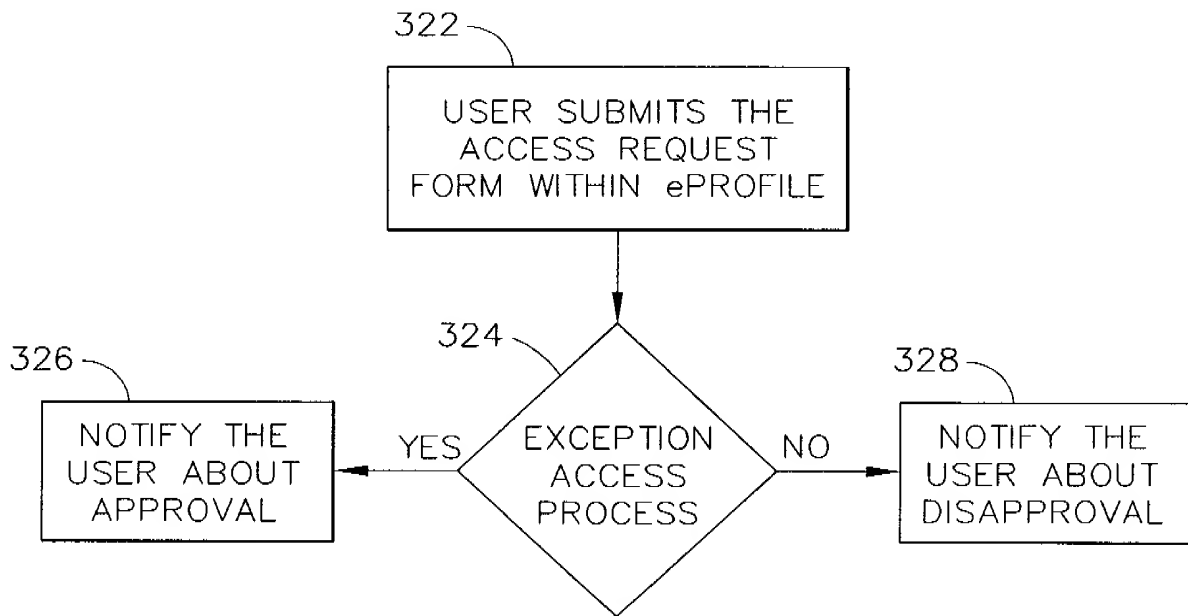 322
USER SUBMITS THE
ACCESS REQUEST
FORM WITHIN ePROFILE
324
EXCEPTION
ACCESS
PROCESS
YES
NO
326
NOTIFY THE
USER ABOUT
APPROVAL
328
NOTIFY THE
USER ABOUT
DISAPPROVAL